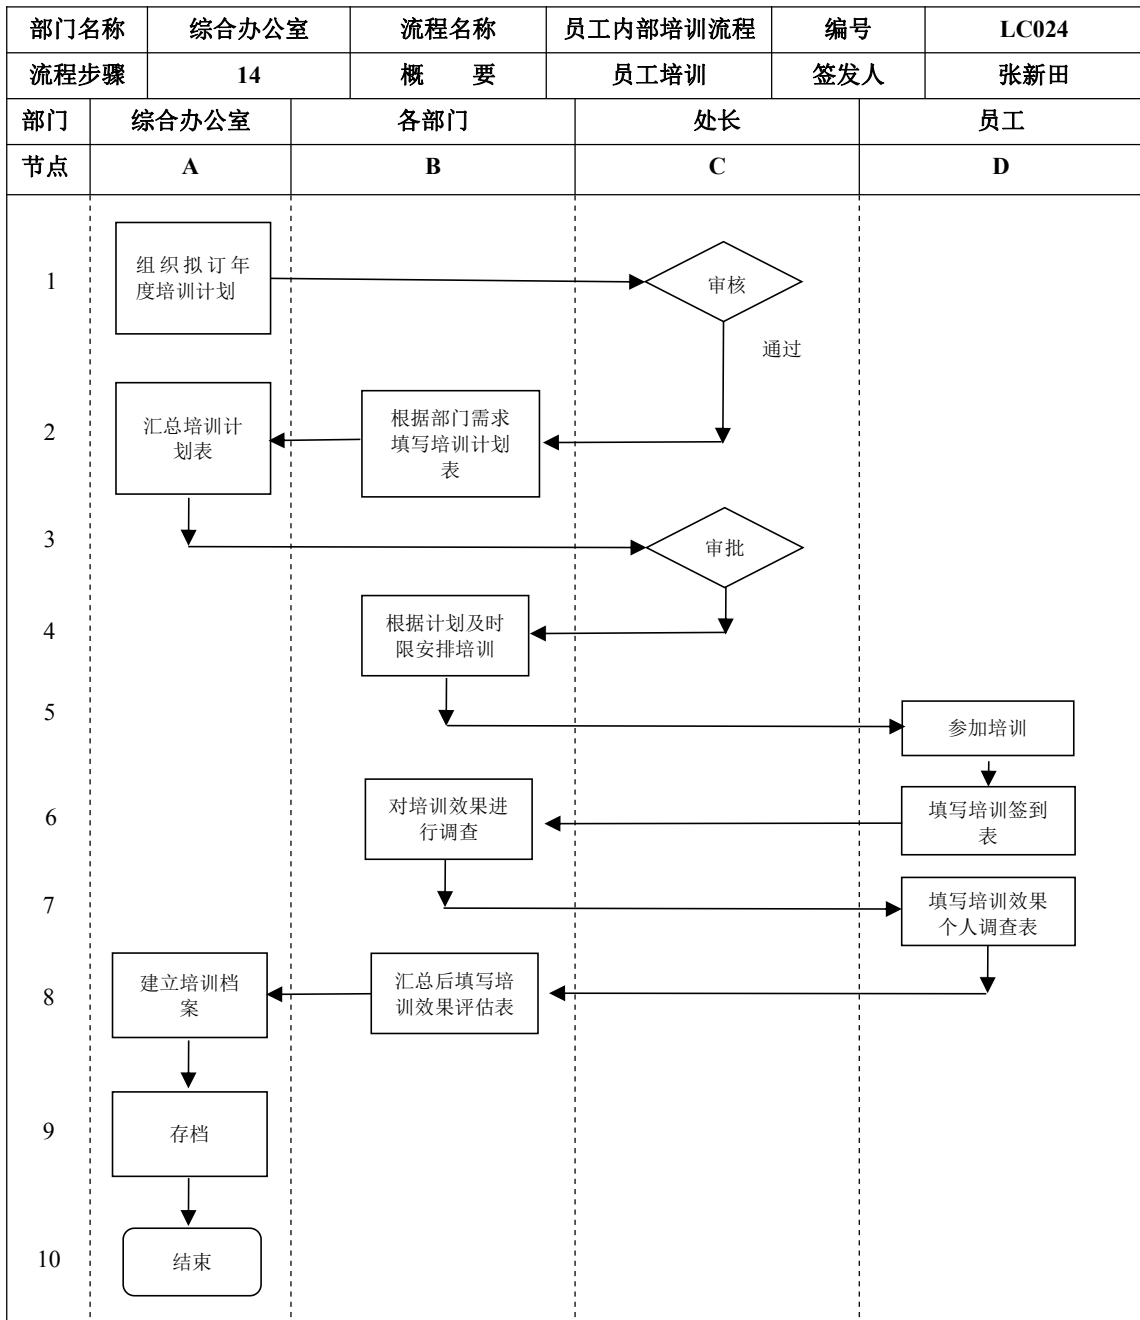 部门名称 综合办公室 流程名称 员工内部培训流程 编号 LC024
流程步骤 14 概 要 员工培训 签发人 张新田
部门 综合办公室 各部门 处长 员工
节点 A B C D
1
组织拟订年
度培训计划
审核
通过
2
汇总培训计
划表
根据部门需求
填写培训计划
表
3
审批
4
根据计划及时
限安排培训
5
参加培训
6
对培训效果进
行调查
填写培训签到
表
7
填写培训效果
个人调查表
8
建立培训档
案
汇总后填写培
训效果评估表
9
存档
10
结束